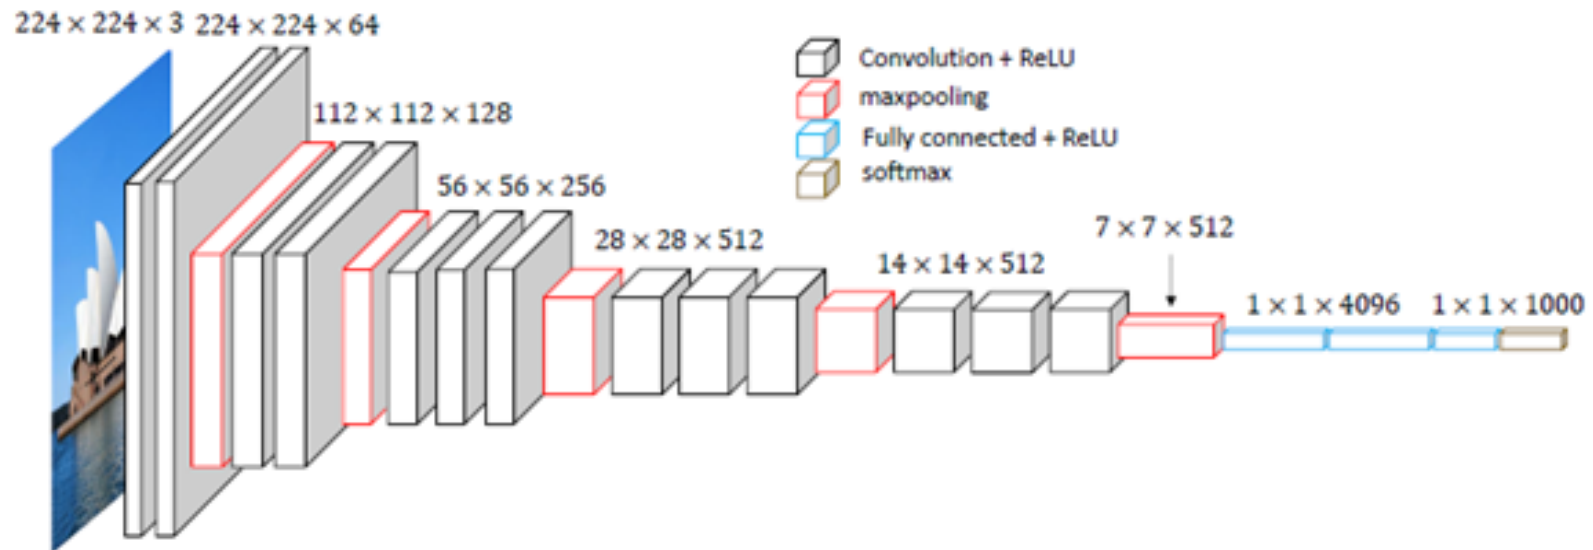 224 × 224 × 3
224 × 224 × 64
112 × 112 × 128
56 × 56 × 256
28 × 28 × 512
14 × 14 × 512
7 × 7 × 512
1 × 1 × 4096
1 × 1 × 1000
Convolution + ReLU
maxpooling
Fully connected + ReLU
softmax